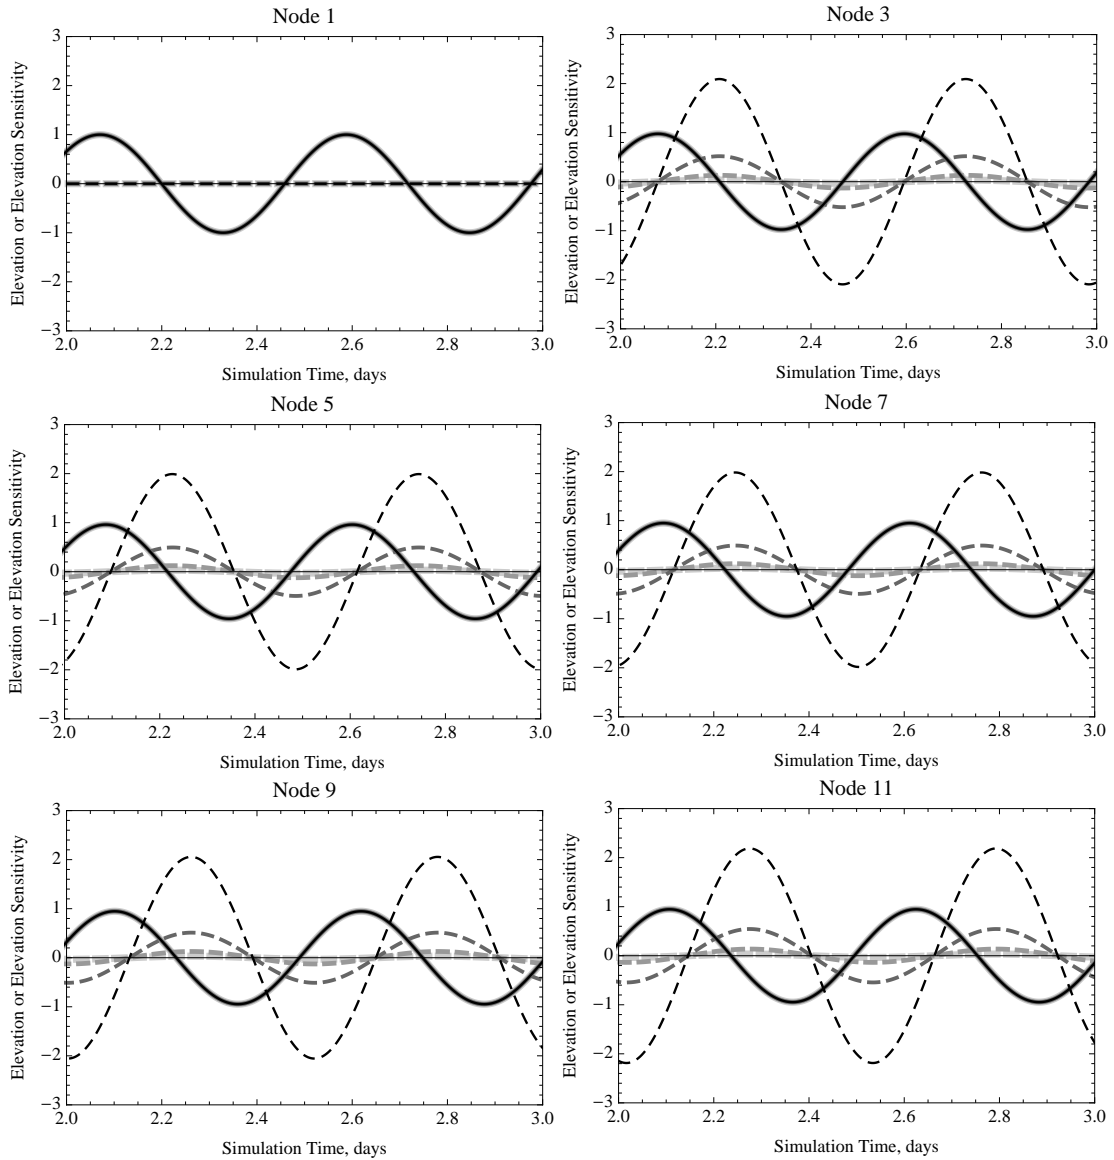 Node 1
Elevation or Elevation Sensitivity
3
2
1
0
−1
−2
−3
2.0 2.2 2.4 2.6 2.8 3.0
Simulation Time, days
Node 3
Elevation or Elevation Sensitivity
3
2
1
0
−1
−2
−3
2.0 2.2 2.4 2.6 2.8 3.0
Simulation Time, days
Node 5
Elevation or Elevation Sensitivity
3
2
1
0
−1
−2
−3
2.0 2.2 2.4 2.6 2.8 3.0
Simulation Time, days
Node 7
Elevation or Elevation Sensitivity
3
2
1
0
−1
−2
−3
2.0 2.2 2.4 2.6 2.8 3.0
Simulation Time, days
Node 9
Elevation or Elevation Sensitivity
3
2
1
0
−1
−2
−3
2.0 2.2 2.4 2.6 2.8 3.0
Simulation Time, days
Node 11
Elevation or Elevation Sensitivity
3
2
1
0
−1
−2
−3
2.0 2.2 2.4 2.6 2.8 3.0
Simulation Time, days